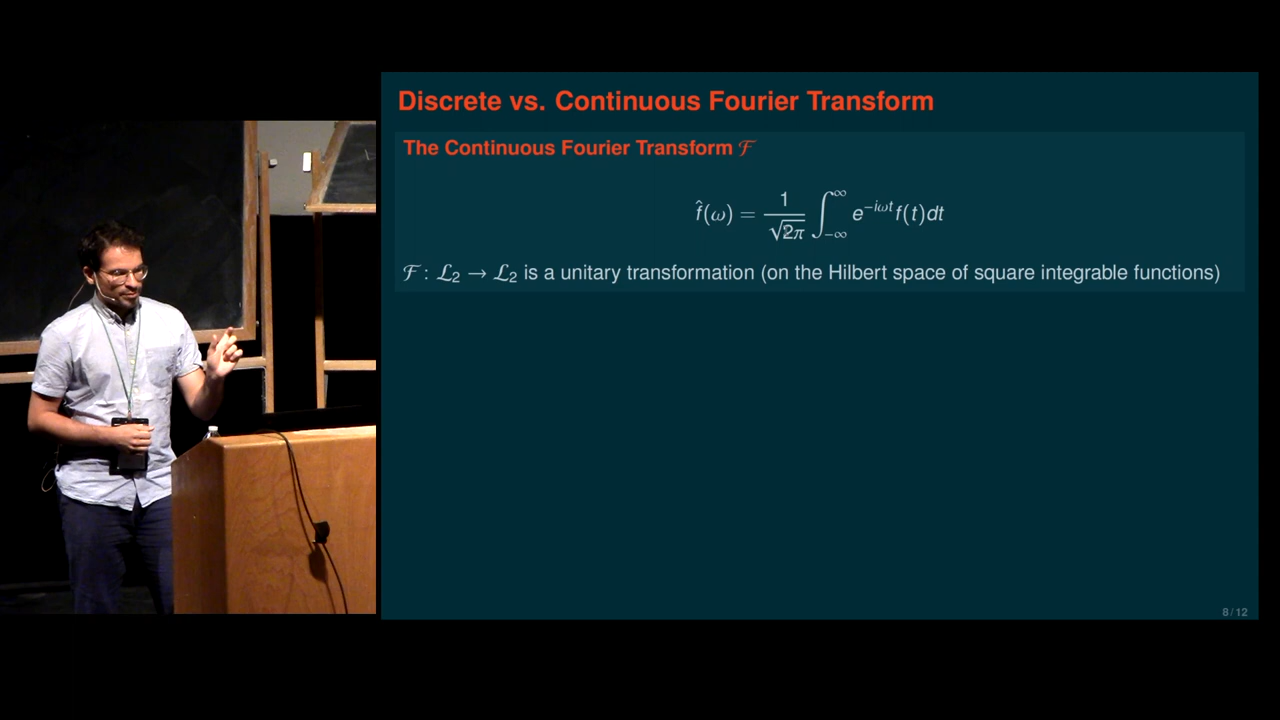 Discrete vs. Continuous Fourier Transform
The Continuous Fourier Transform ℱ
f̂(ω) = 1/√2π ∫_{-∞}^{∞} e^{-iωt} f(t)dt
ℱ : ℒ₂ → ℒ₂ is a unitary transformation (on the Hilbert space of square integrable functions)
8 / 12